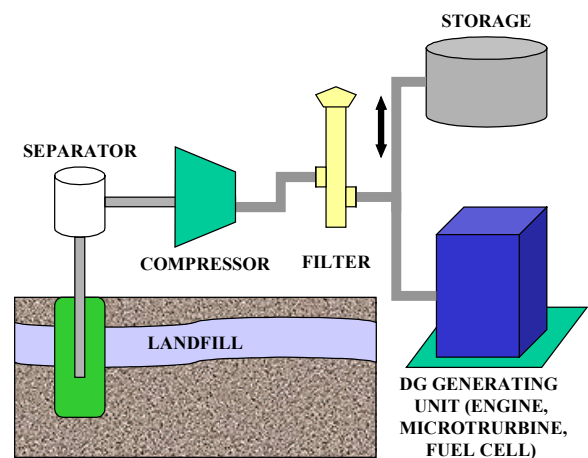 STORAGE
SEPARATOR
COMPRESSOR
FILTER
LANDFILL
DG GENERATING
UNIT (ENGINE,
MICROTRURBINE,
FUEL CELL)